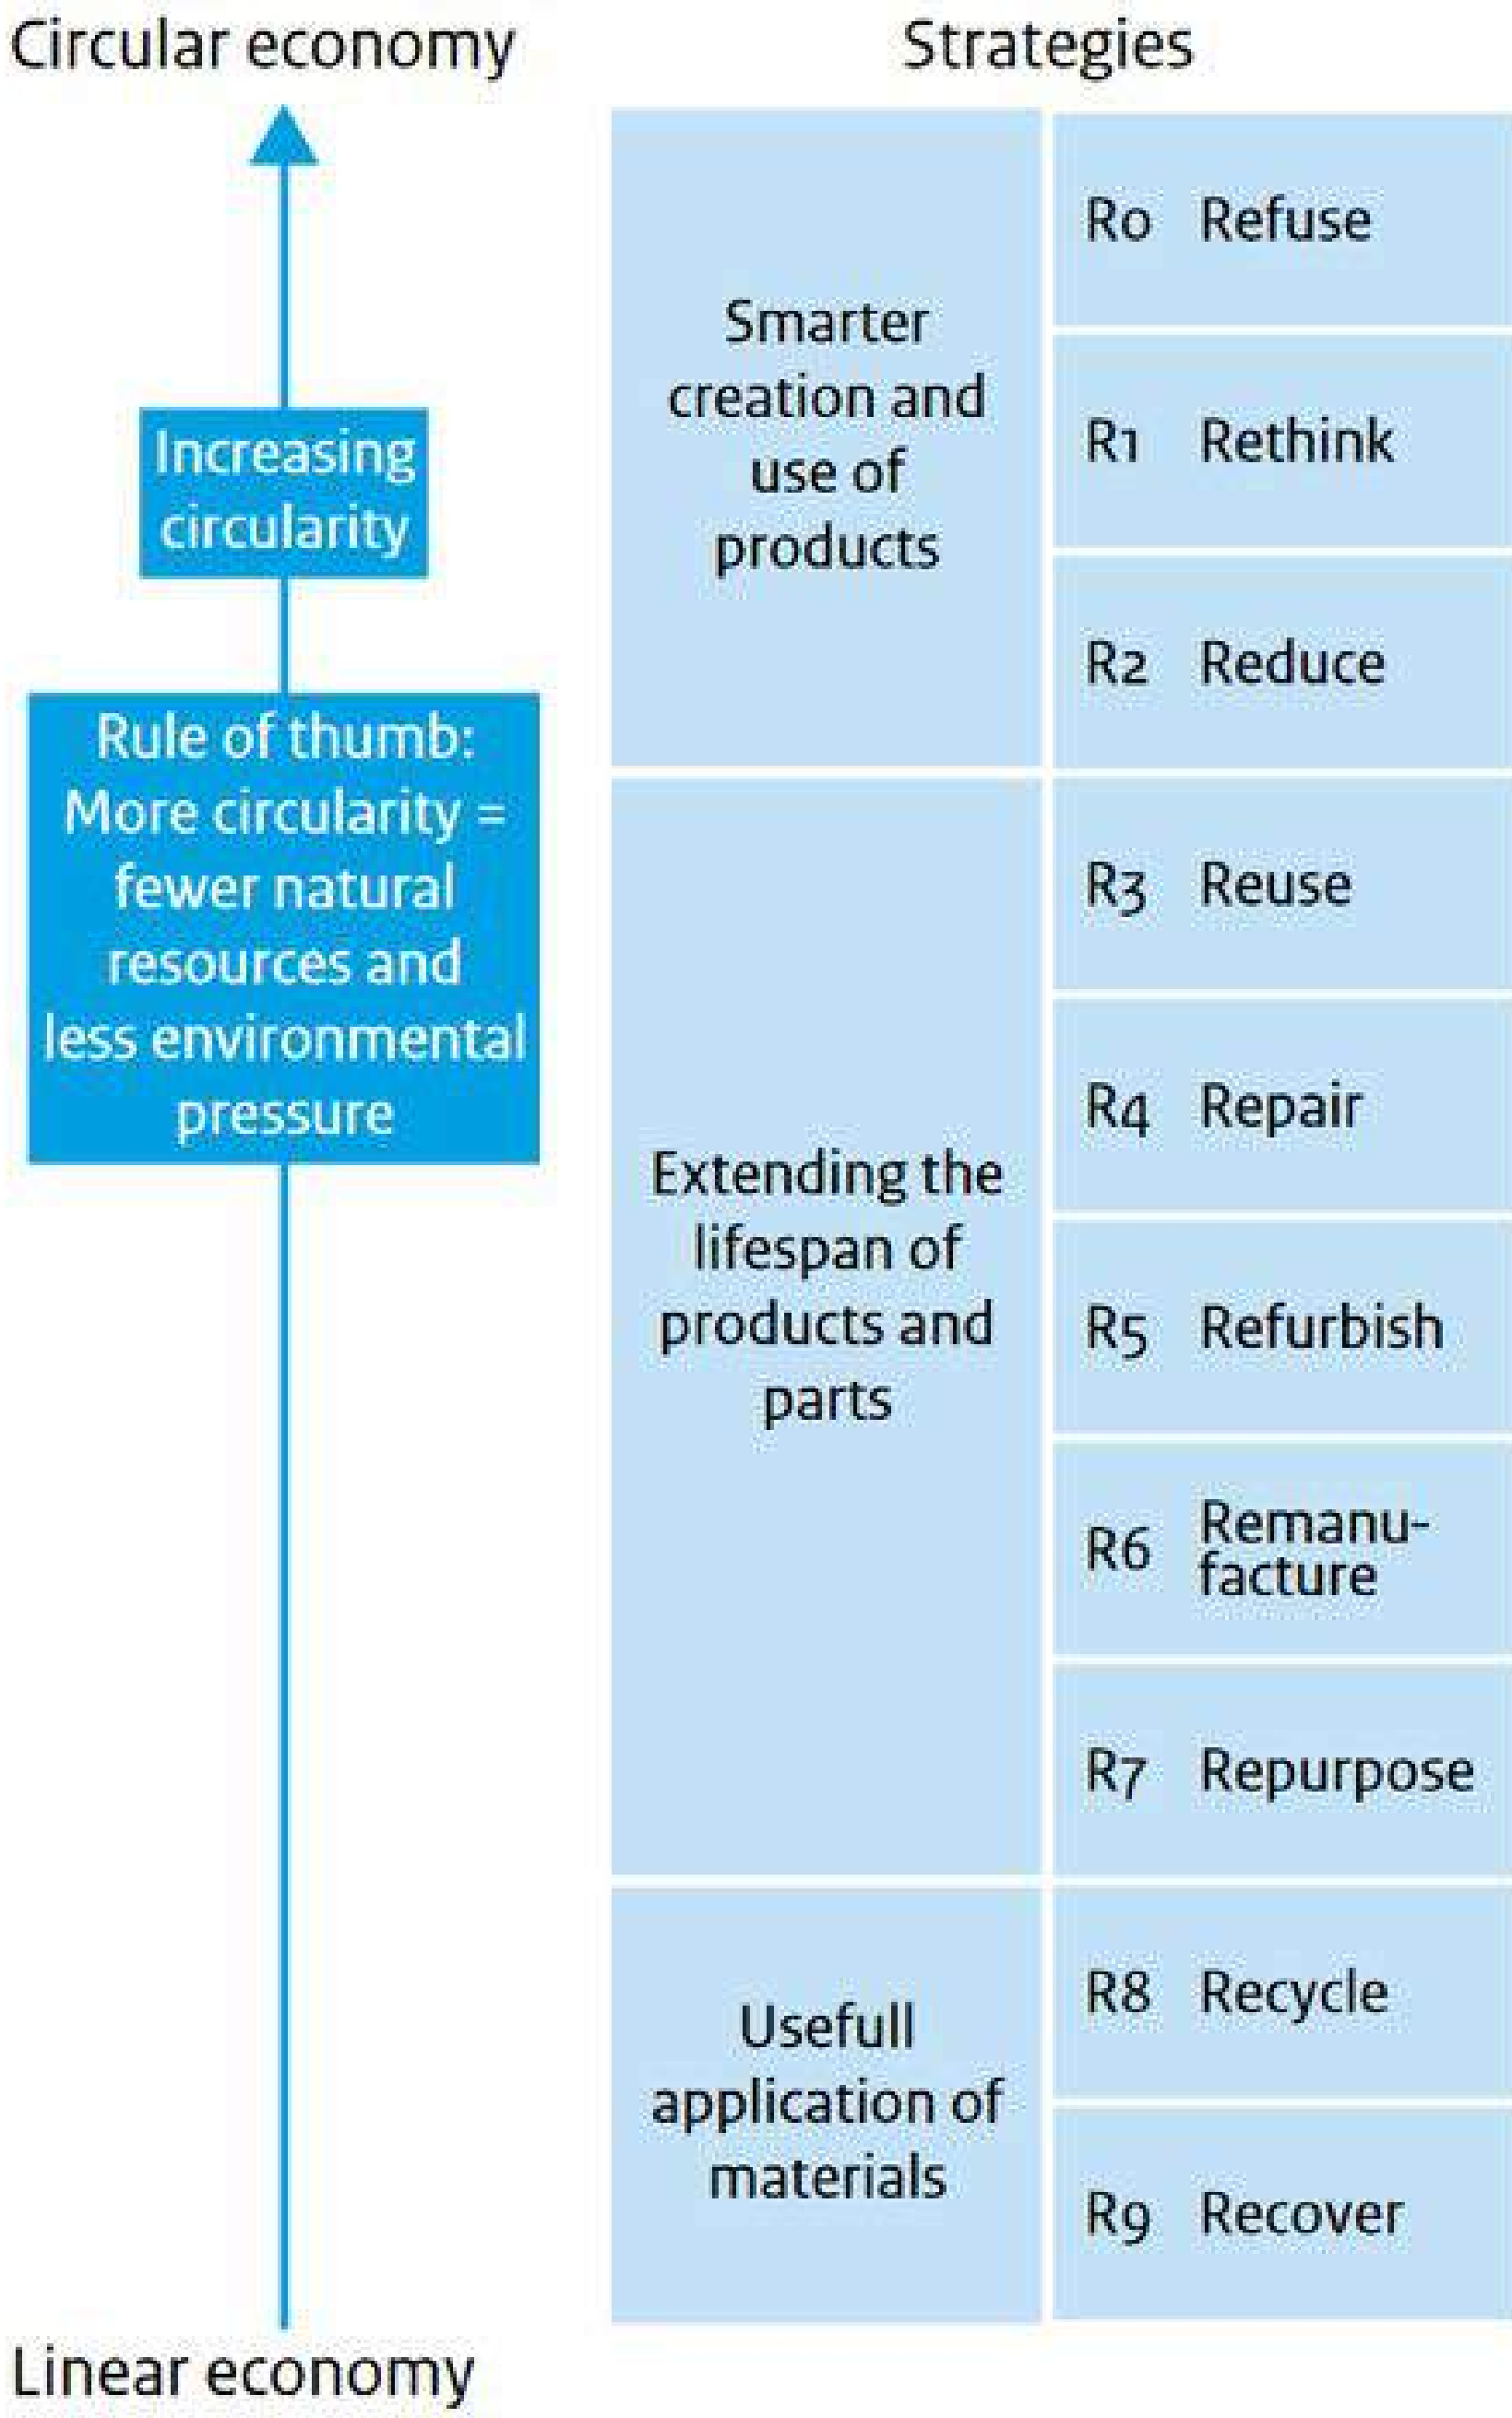 Circular economy
Strategies
Increasing
circularity
Rule of thumb:
More circularity =
fewer natural
resources and
less environmental
pressure
Linear economy
Smarter
creation and
use of
products
R0 Refuse
R1 Rethink
R2 Reduce
Extending the
lifespan of
products and
parts
R3 Reuse
R4 Repair
R5 Refurbish
R6 Remanu-
facture
R7 Repurpose
Usefull
application of
materials
R8 Recycle
R9 Recover